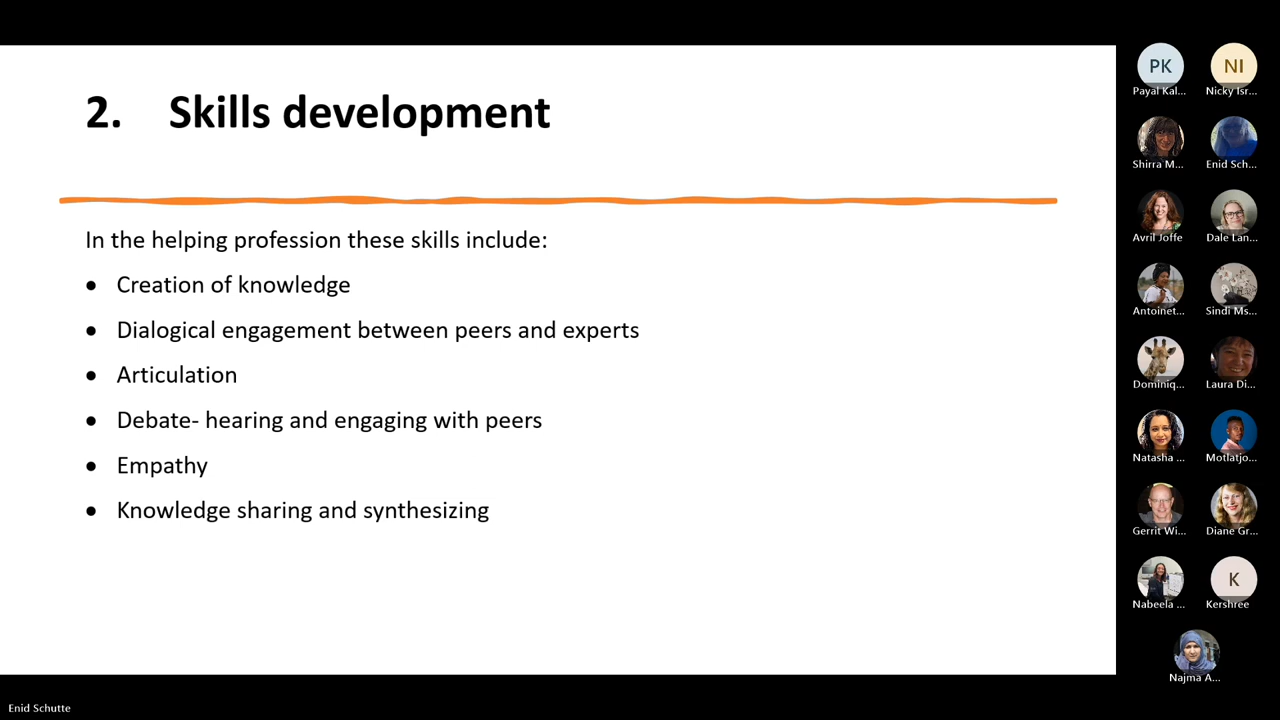 2. Skills development
In the helping profession these skills include:
• Creation of knowledge
• Dialogical engagement between peers and experts
• Articulation
• Debate- hearing and engaging with peers
• Empathy
• Knowledge sharing and synthesizing
PK
NI
Payal Kal...
Nicky Isr...
Shirra M...
Enid Sch...
Avril Joffe
Dale Lan...
Antoinet...
Sindi Ms...
Dominiq...
Laura Di...
Natasha ...
Motlatjo...
Gerrit Wi...
Diane Gr...
K
Nabeela ...
Kershree
Najma A...
Enid Schutte